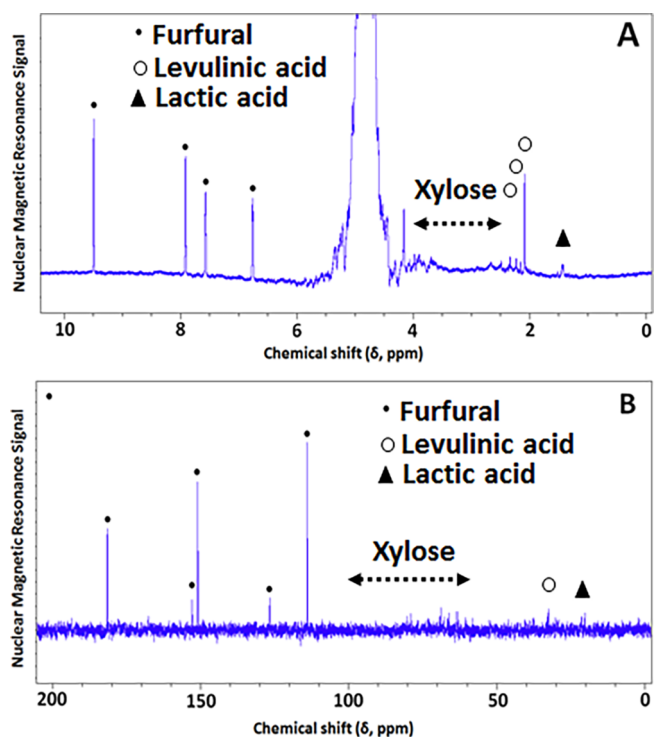 A
• Furfural
○ Levulinic acid
▲ Lactic acid
Xylose
Nuclear Magnetic Resonance Signal
10 8 6 4 2 -0
Chemical shift (δ, ppm)
B
• Furfural
○ Levulinic acid
▲ Lactic acid
Xylose
Nuclear Magnetic Resonance Signal
200 150 100 50 0
Chemical shift (δ, ppm)